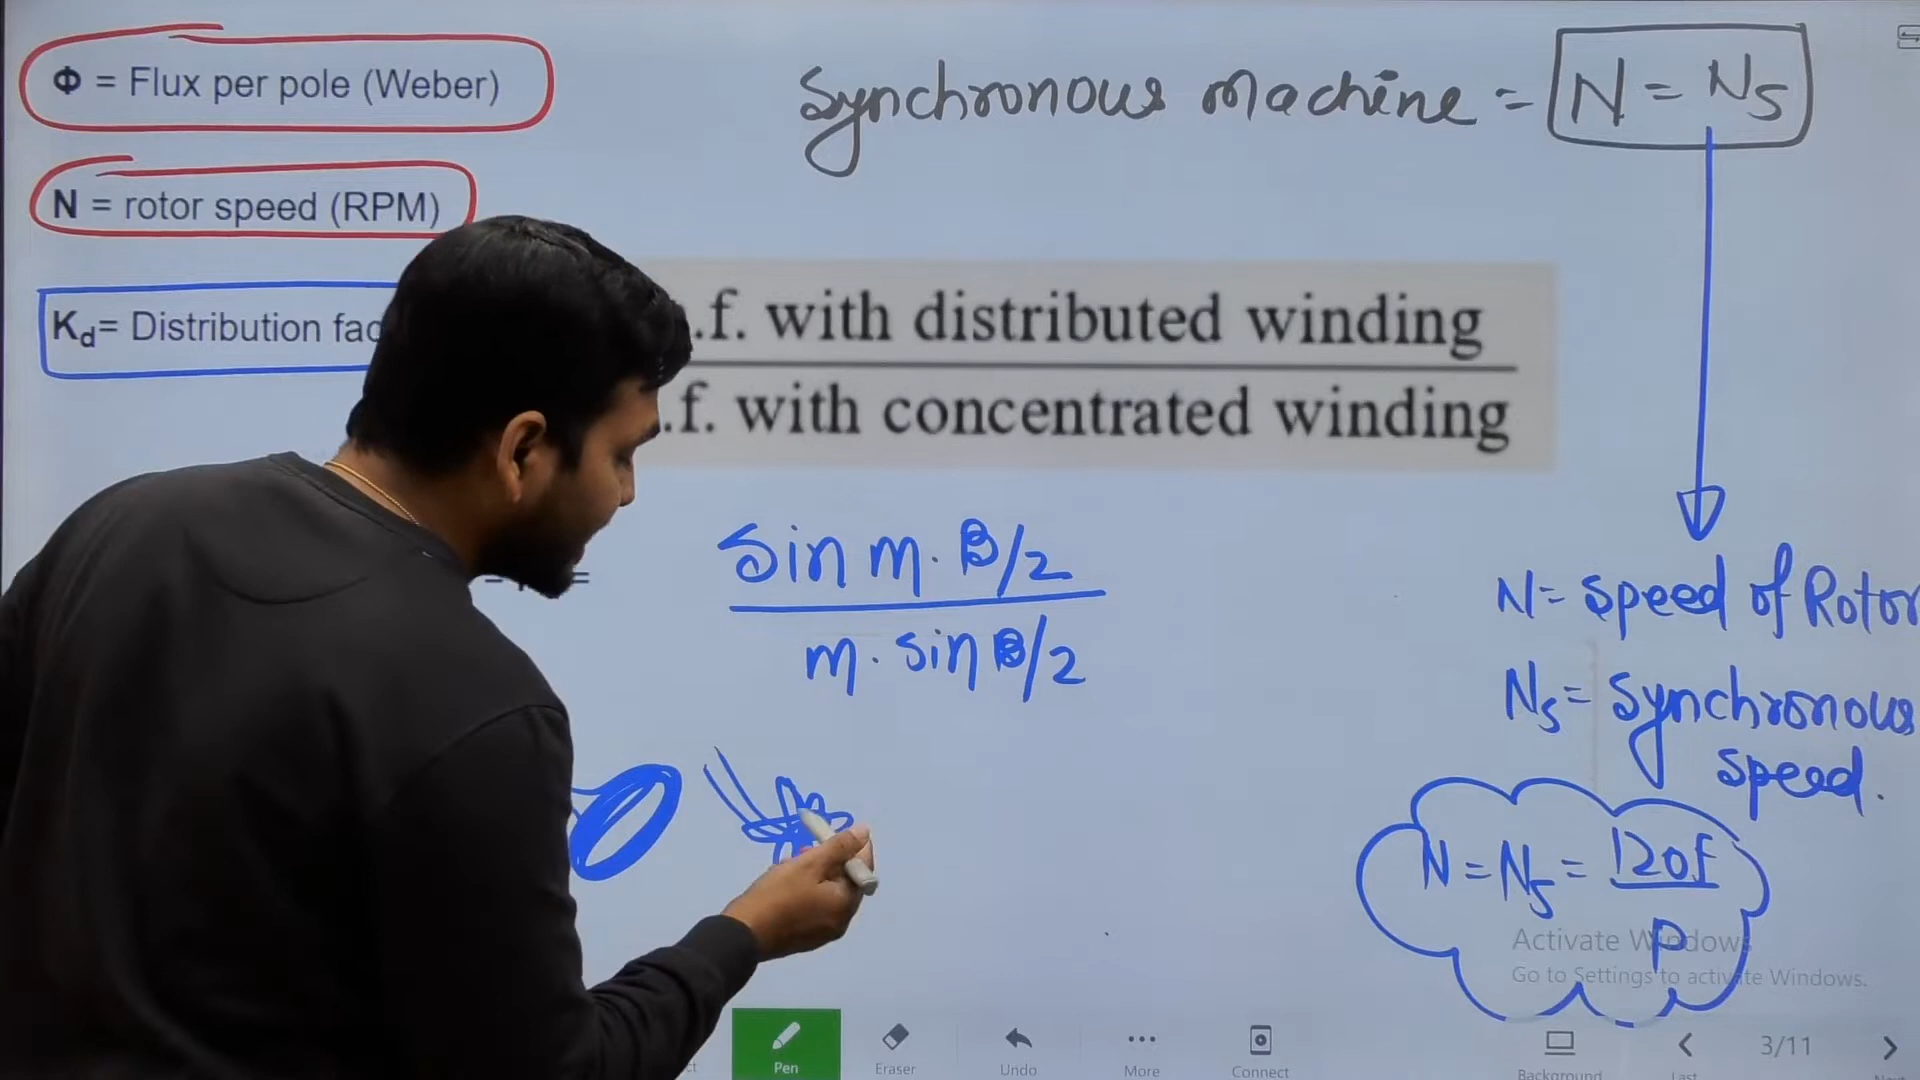 Φ = Flux per pole (Weber)
Synchronous machine = N = Ns
N = rotor speed (RPM)
Kd= Distribution
.f. with distributed winding
.f. with concentrated winding
sin m. B/2
m. sin B/2
N= speed of Rotor
Ns= synchronous
speed.
N = Ns = 120f
P
Activate Windows
Go to Settings to activate Windows.
Pen
Eraser
Undo
More
Connect
Background
3/11
Last